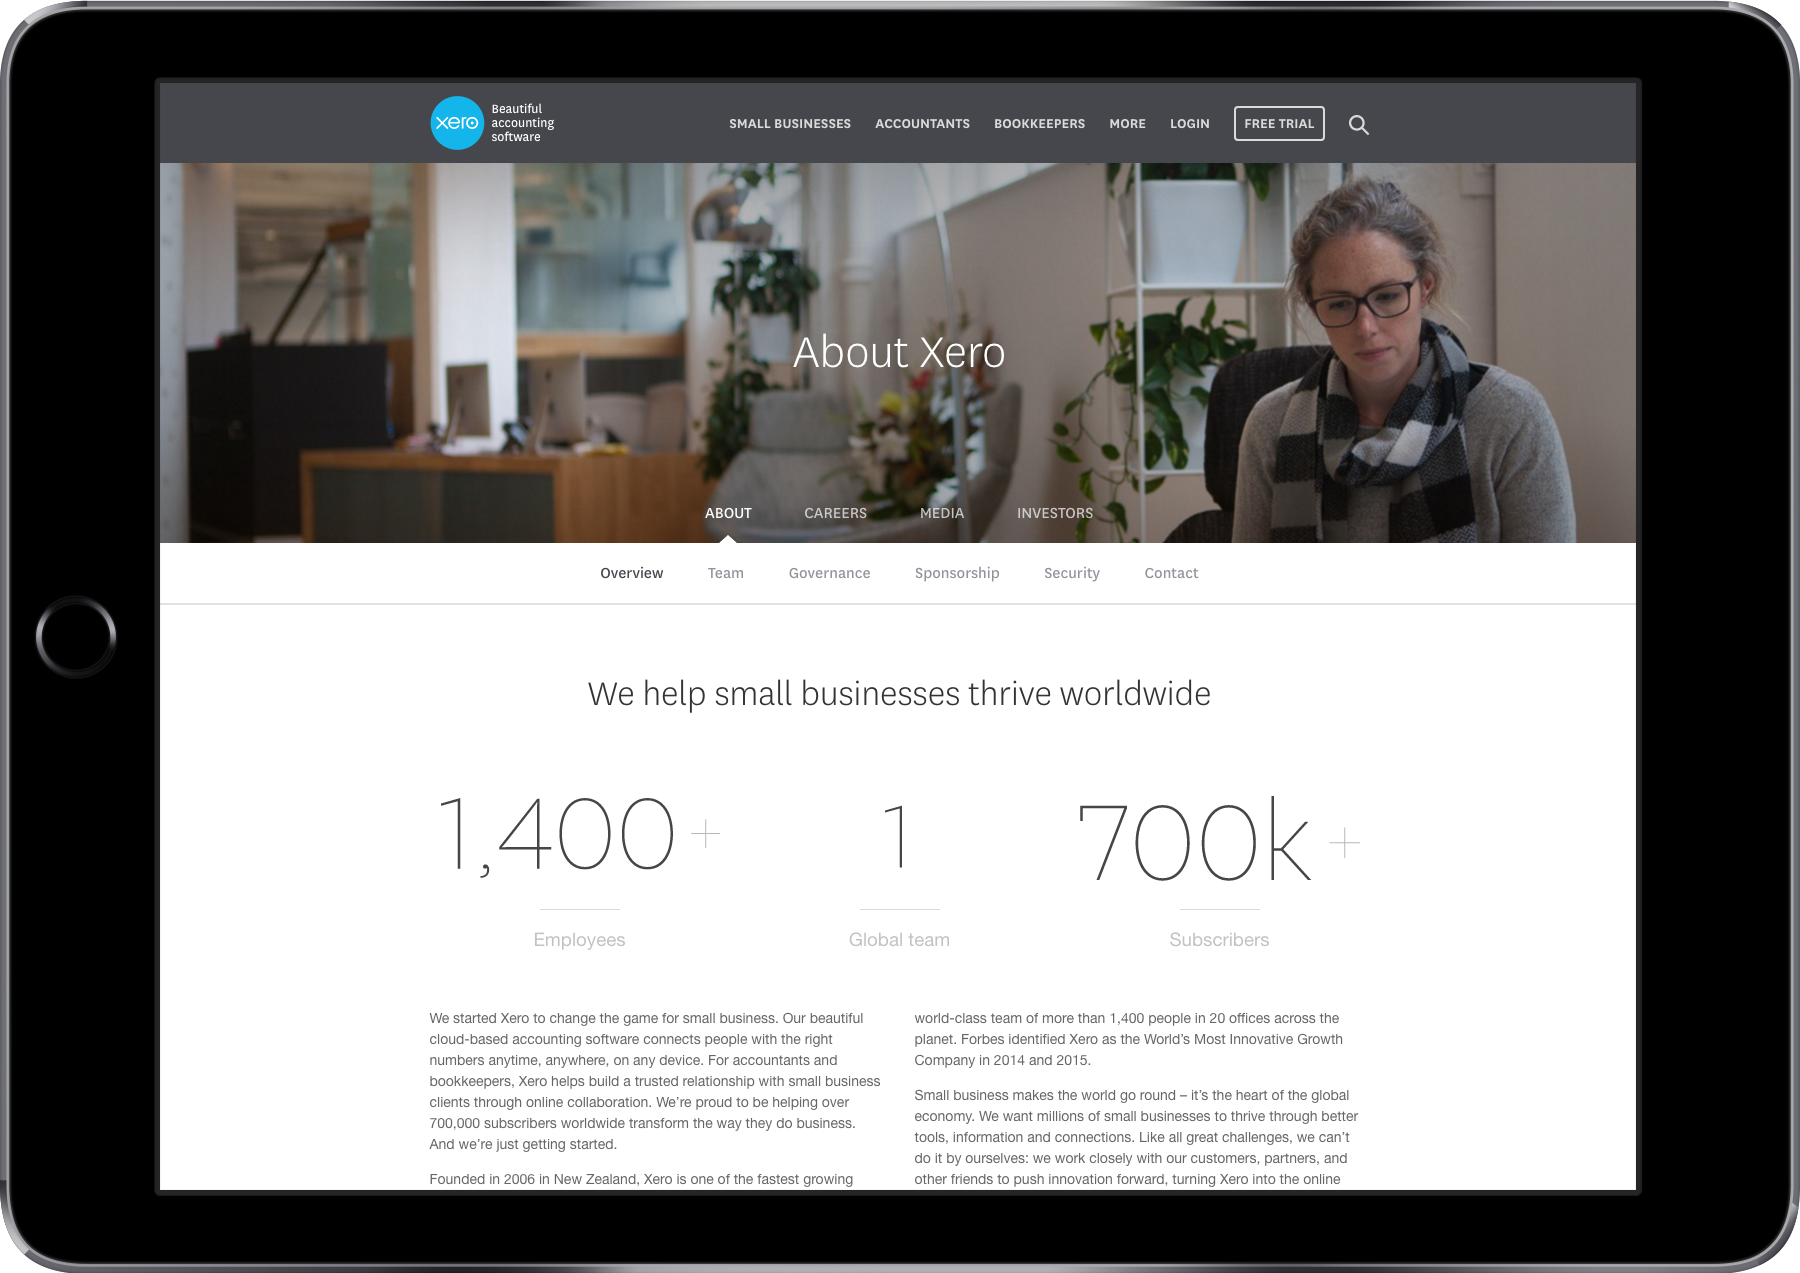 xero
Beautiful
accounting
software
SMALL BUSINESSES ACCOUNTANTS BOOKKEEPERS MORE LOGIN FREE TRIAL
About Xero
ABOUT CAREERS MEDIA INVESTORS
Overview Team Governance Sponsorship Security Contact
We help small businesses thrive worldwide
1,400+ 1 700k+
Employees Global team Subscribers
We started Xero to change the game for small business. Our beautiful
cloud-based accounting software connects people with the right
numbers anytime, anywhere, on any device. For accountants and
bookkeepers, Xero helps build a trusted relationship with small business
clients through online collaboration. We’re proud to be helping over
700,000 subscribers worldwide transform the way they do business.
And we’re just getting started.
Founded in 2006 in New Zealand, Xero is one of the fastest growing
world-class team of more than 1,400 people in 20 offices across the
planet. Forbes identified Xero as the World’s Most Innovative Growth
Company in 2014 and 2015.
Small business makes the world go round – it’s the heart of the global
economy. We want millions of small businesses to thrive through better
tools, information and connections. Like all great challenges, we can’t
do it by ourselves: we work closely with our customers, partners, and
other friends to push innovation forward, turning Xero into the online